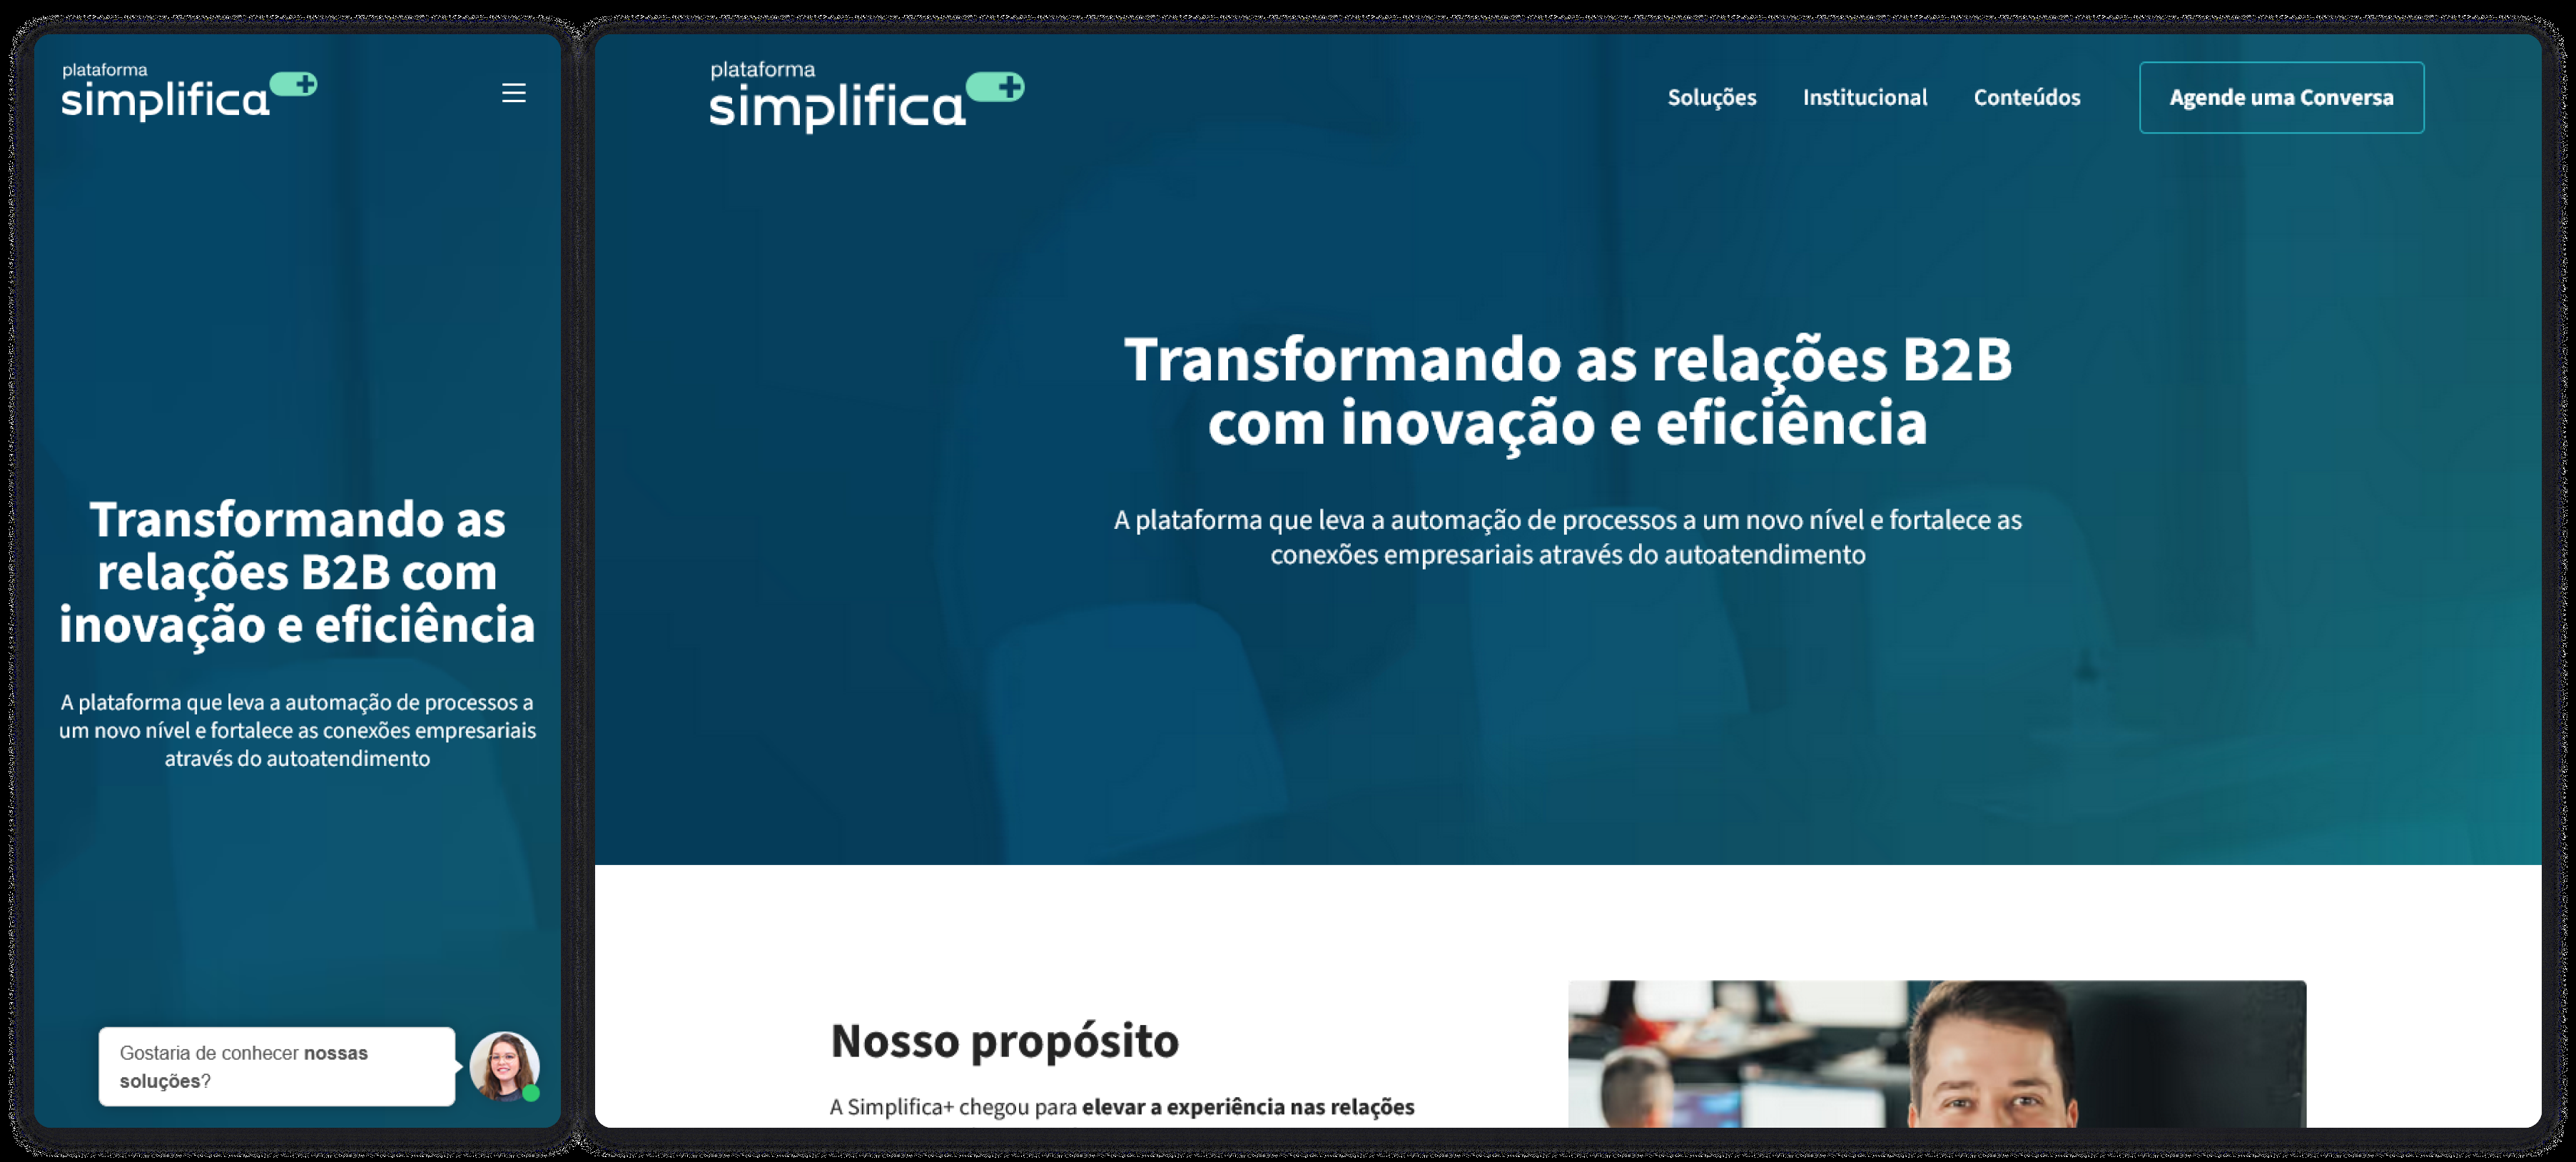 plataforma
simplifica+
Transformando as
relações B2B com
inovação e eficiência
A plataforma que leva a automação de processos a
um novo nível e fortalece as conexões empresariais
através do autoatendimento
Gostaria de conhecer nossas
soluções?
plataforma
simplifica+
Soluções Institucional Conteúdos Agende uma Conversa
Transformando as relações B2B
com inovação e eficiência
A plataforma que leva a automação de processos a um novo nível e fortalece as
conexões empresariais através do autoatendimento
Nosso propósito
A Simplifica+ chegou para elevar a experiência nas relações